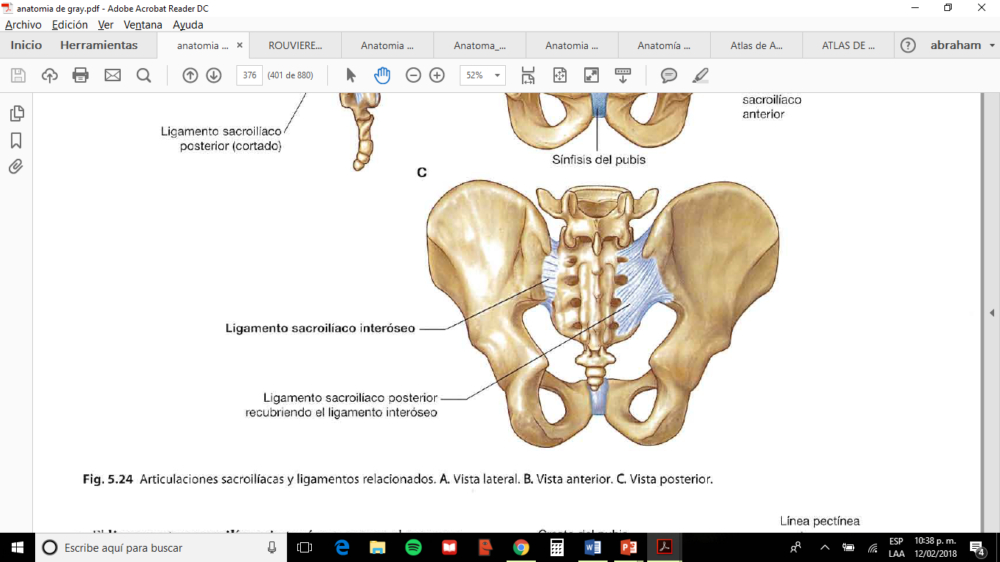 anatomia de gray.pdf - Adobe Acrobat Reader DC
Archivo Edición Ver Ventana Ayuda
Inicio Herramientas anatomia ... × ROUVIERE... Anatomia ... Anatoma_... Anatomia ... Anatomía ... Atlas de A... ATLAS DE ... ? abraham
376 (401 de 880) 52%
sacroilíaco
anterior
Ligamento sacroilíaco
posterior (cortado)
Sínfisis del pubis
C
Ligamento sacroilíaco interóseo
Ligamento sacroilíaco posterior
recubriendo el ligamento interóseo
Fig. 5.24 Articulaciones sacroilíacas y ligamentos relacionados. A. Vista lateral. B. Vista anterior. C. Vista posterior.
Línea pectínea
Escribe aquí para buscar
ESP 10:38 p. m.
LAA 12/02/2018 4